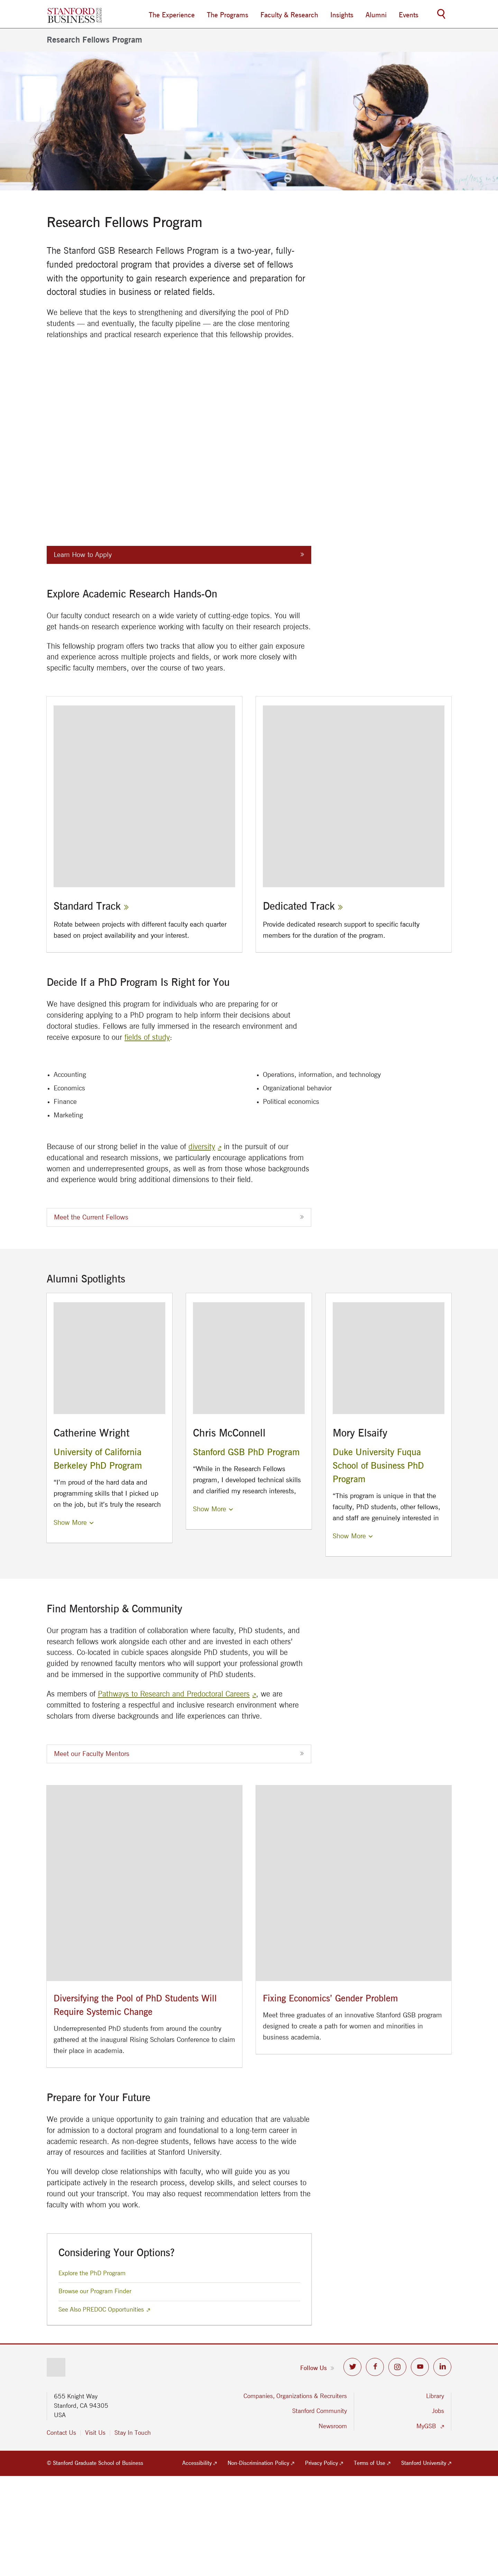 STANFORD
BUSINESS
The Experience
The Programs
Faculty & Research
Insights
Alumni
Events
Research Fellows Program
Research Fellows Program
The Stanford GSB Research Fellows Program is a two-year, fully-
funded predoctoral program that provides a diverse set of fellows
with the opportunity to gain research experience and preparation for
doctoral studies in business or related fields.
We believe that the keys to strengthening and diversifying the pool of PhD
students — and eventually, the faculty pipeline — are the close mentoring
relationships and practical research experience that this fellowship provides.
Learn How to Apply
Explore Academic Research Hands-On
Our faculty conduct research on a wide variety of cutting-edge topics. You will
get hands-on research experience working with faculty on their research projects.
This fellowship program offers two tracks that allow you to either gain exposure
and experience across multiple projects and fields, or work more closely with
specific faculty members, over the course of two years.
Standard Track »
Rotate between projects with different faculty each quarter
based on project availability and your interest.
Dedicated Track »
Provide dedicated research support to specific faculty
members for the duration of the program.
Decide If a PhD Program Is Right for You
We have designed this program for individuals who are preparing for or
considering applying to a PhD program to help inform their decisions about
doctoral studies. Fellows are fully immersed in the research environment and
receive exposure to our fields of study:
• Accounting
• Economics
• Finance
• Marketing
• Operations, information, and technology
• Organizational behavior
• Political economics
Because of our strong belief in the value of diversity in the pursuit of our
educational and research missions, we particularly encourage applications from
women and underrepresented groups, as well as from those whose backgrounds
and experience would bring additional dimensions to their field.
Meet the Current Fellows
Alumni Spotlights
Catherine Wright
University of California
Berkeley PhD Program
“I’m proud of the hard data and
programming skills that I picked up
on the job, but it’s truly the research
Show More
Chris McConnell
Stanford GSB PhD Program
“While in the Research Fellows
program, I developed technical skills
and clarified my research interests,
Show More
Mory Elsaify
Duke University Fuqua
School of Business PhD
Program
“This program is unique in that the
faculty, PhD students, other fellows,
and staff are genuinely interested in
Show More
Find Mentorship & Community
Our program has a tradition of collaboration where faculty, PhD students, and
research fellows work alongside each other and are invested in each others’
success. Co-located in cubicle spaces alongside PhD students, you will be
guided by renowned faculty mentors who will support your professional growth
and be immersed in the supportive community of PhD students.
As members of Pathways to Research and Predoctoral Careers, we are
committed to fostering a respectful and inclusive research environment where
scholars from diverse backgrounds and life experiences can thrive.
Meet our Faculty Mentors
Diversifying the Pool of PhD Students Will
Require Systemic Change
Underrepresented PhD students from around the country
gathered at the inaugural Rising Scholars Conference to claim
their place in academia.
Fixing Economics’ Gender Problem
Meet three graduates of an innovative Stanford GSB program
designed to create a path for women and minorities in
business academia.
Prepare for Your Future
We provide a unique opportunity to gain training and education that are valuable
for admission to a doctoral program and foundational to a long-term career in
academic research. As non-degree students, fellows have access to the wide
array of resources and facilities at Stanford University.
You will develop close relationships with faculty, who will guide you as you
participate actively in the research process, develop skills, and select courses to
round out your transcript. You may also request recommendation letters from the
faculty with whom you work.
Considering Your Options?
Explore the PhD Program
Browse our Program Finder
See Also PREDOC Opportunities
Follow Us
655 Knight Way
Stanford, CA 94305
USA
Contact Us
Visit Us
Stay In Touch
Companies, Organizations & Recruiters
Stanford Community
Newsroom
Library
Jobs
MyGSB
© Stanford Graduate School of Business
Accessibility
Non-Discrimination Policy
Privacy Policy
Terms of Use
Stanford University